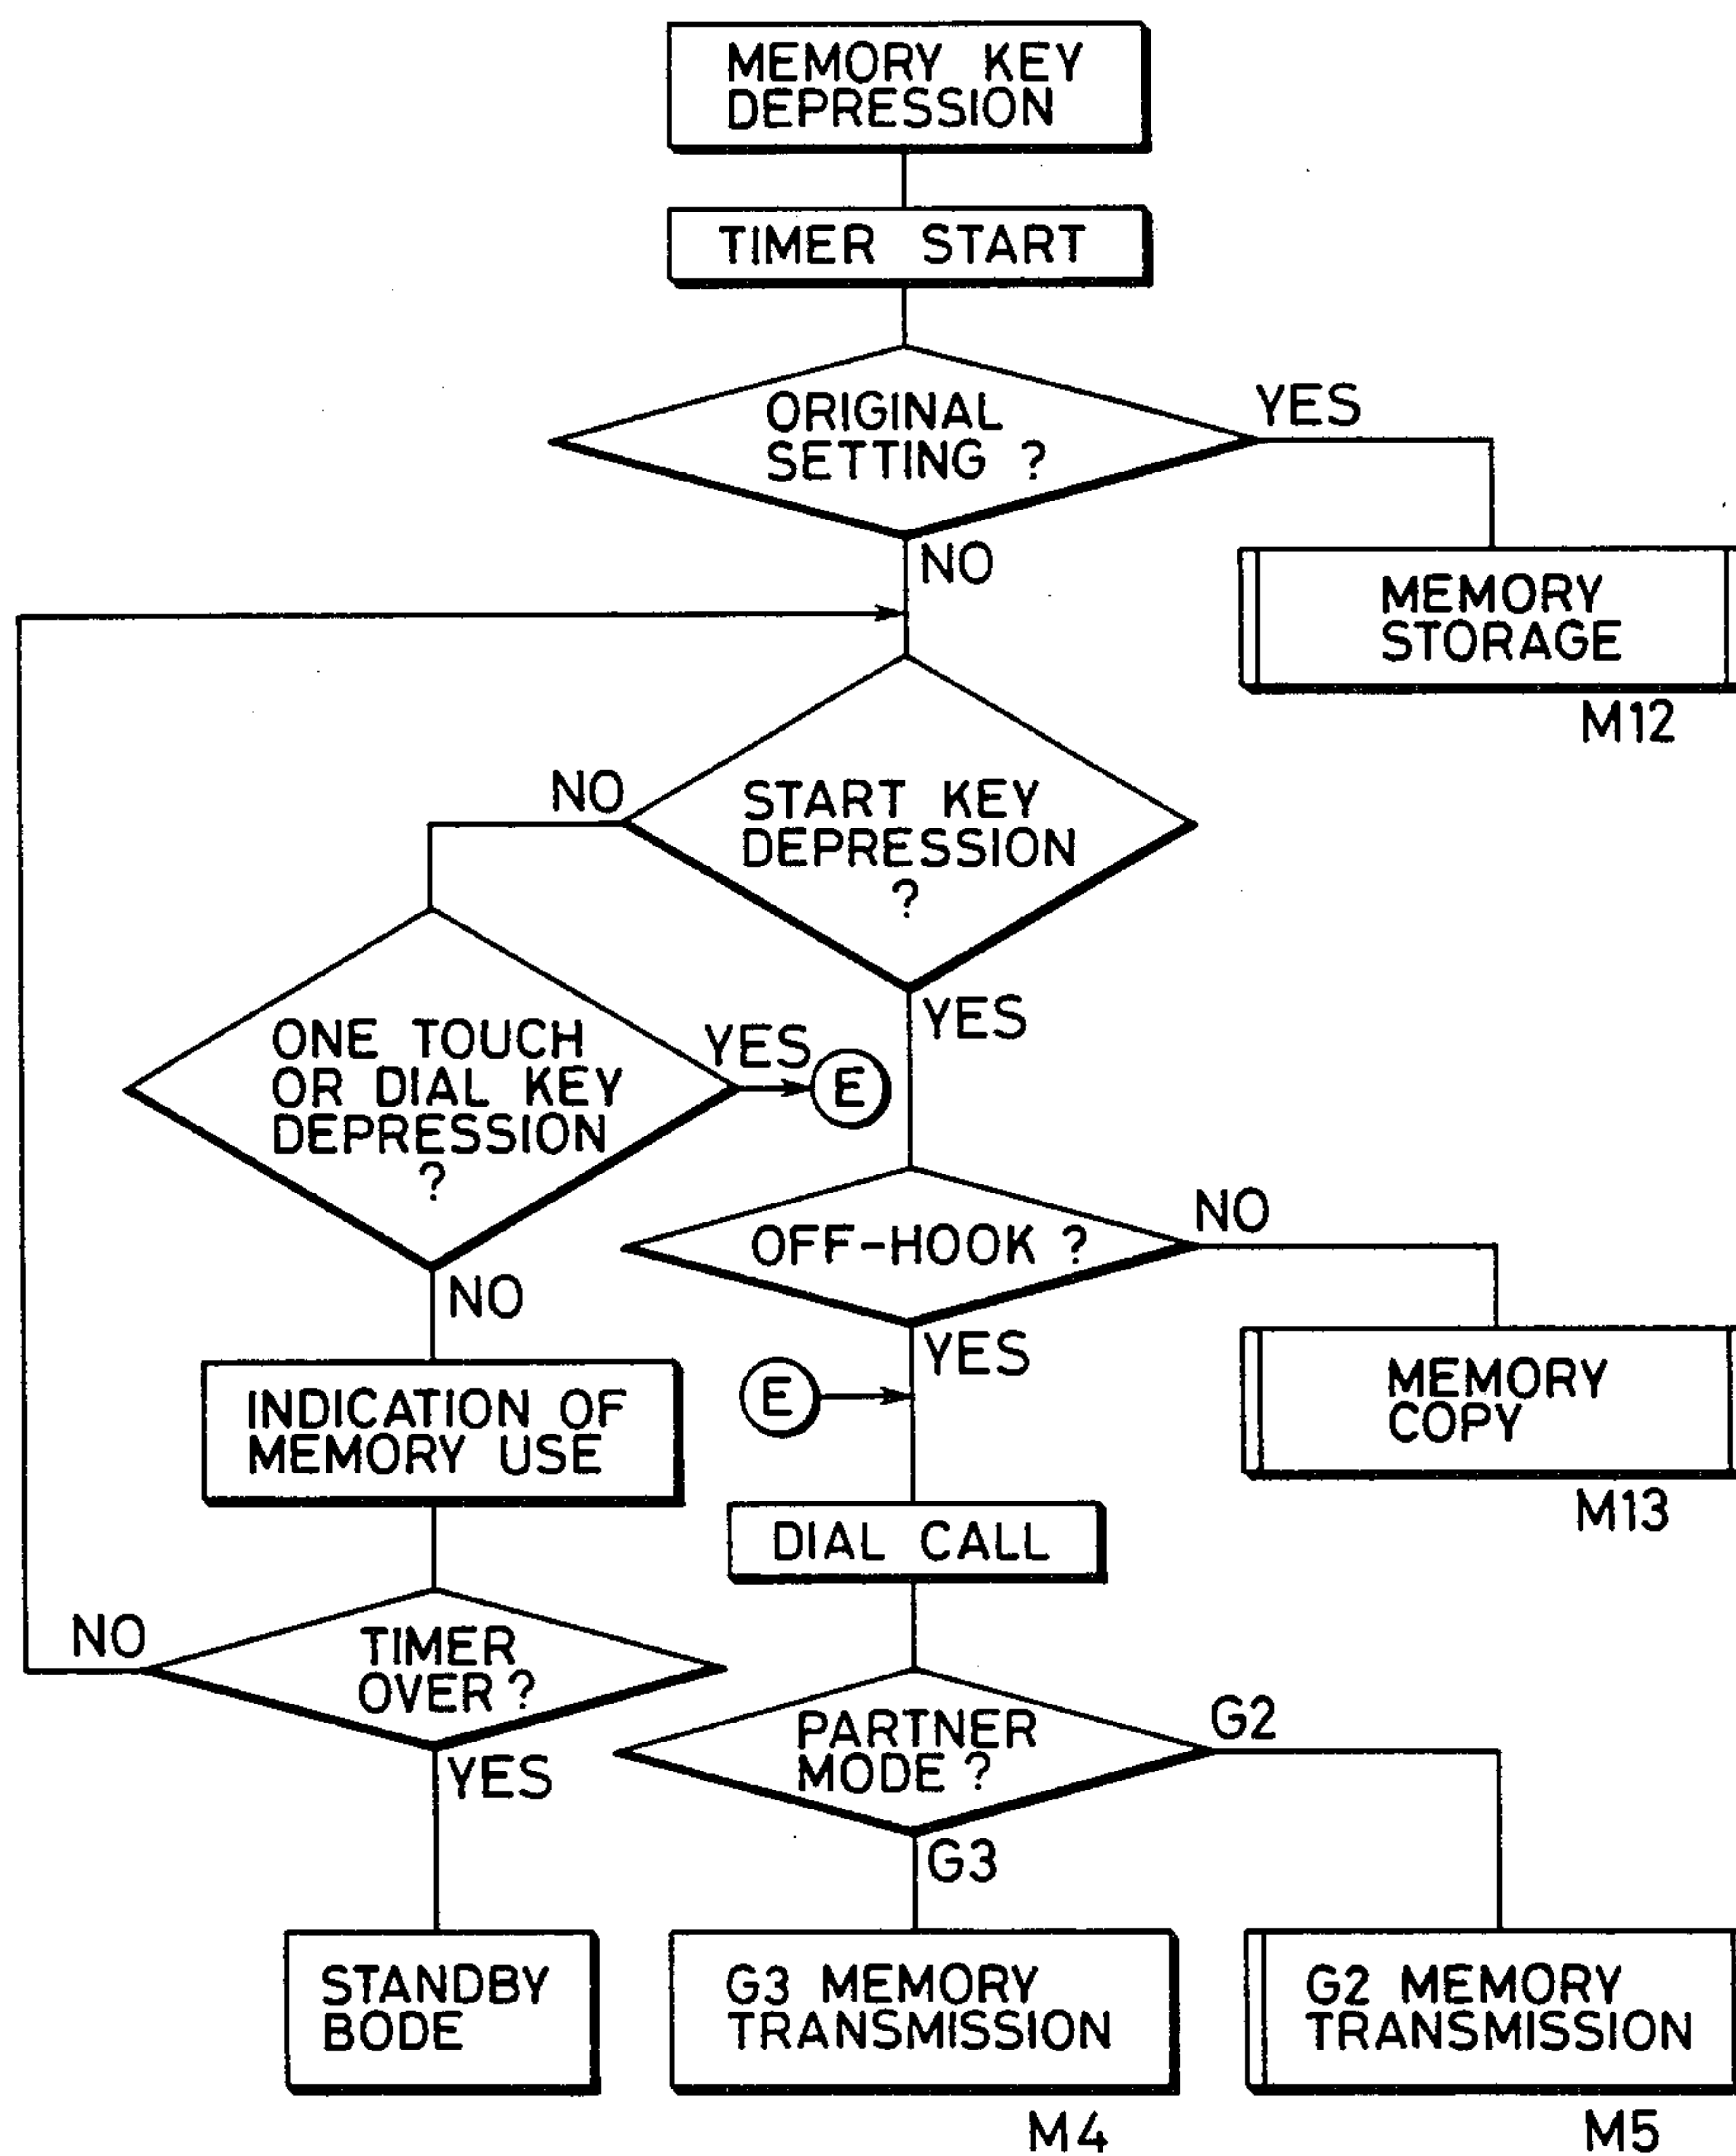 MEMORY KEY
DEPRESSION
TIMER START
ORIGINAL
SETTING ?
YES
NO
MEMORY
STORAGE
M12
START KEY
DEPRESSION
?
NO
YES
ONE TOUCH
OR DIAL KEY
DEPRESSION
?
YES
E
NO
OFF-HOOK ?
NO
YES
MEMORY
COPY
M13
E
INDICATION OF
MEMORY USE
DIAL CALL
TIMER
OVER ?
NO
YES
PARTNER
MODE ?
G2
G3
STANDBY
BODE
G3 MEMORY
TRANSMISSION
M4
G2 MEMORY
TRANSMISSION
M5